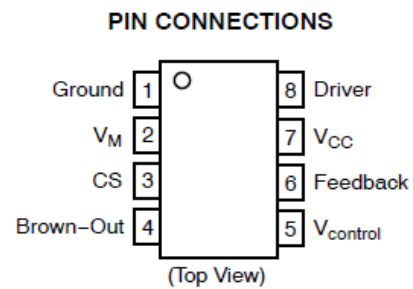 PIN CONNECTIONS
Ground 1 8 Driver
VM 2 7 VCC
CS 3 6 Feedback
Brown−Out 4 5 Vcontrol
(Top View)